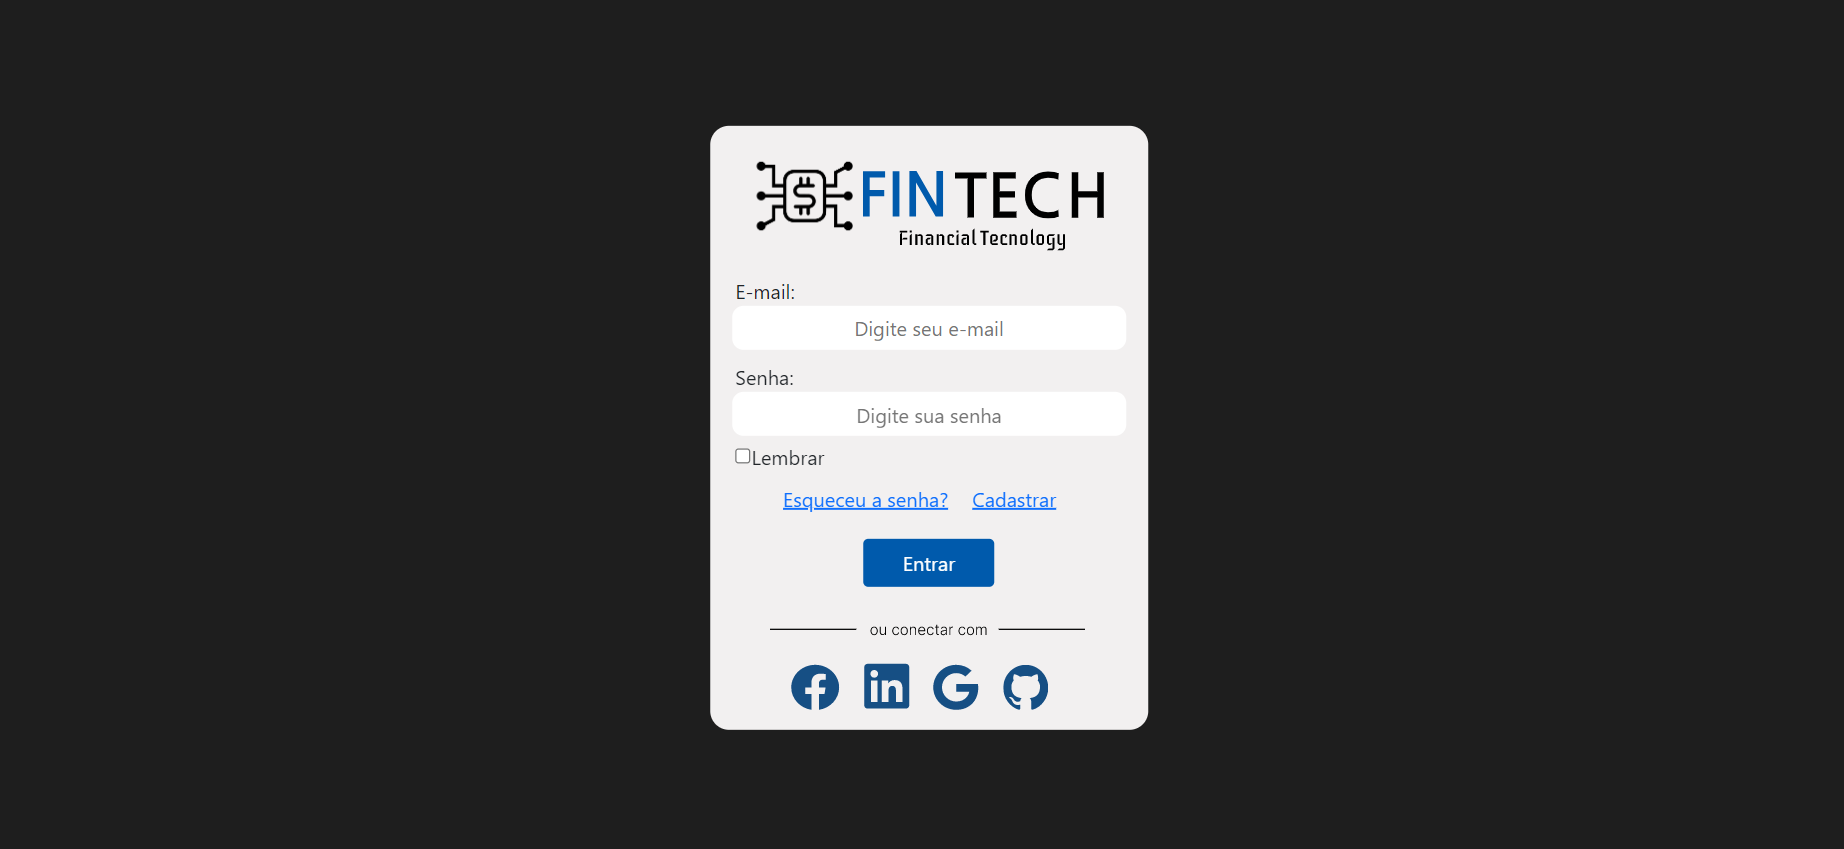 FINTECH
Financial Tecnology
E-mail:
Digite seu e-mail
Senha:
Digite sua senha
Lembrar
Esqueceu a senha? Cadastrar
Entrar
ou conectar com